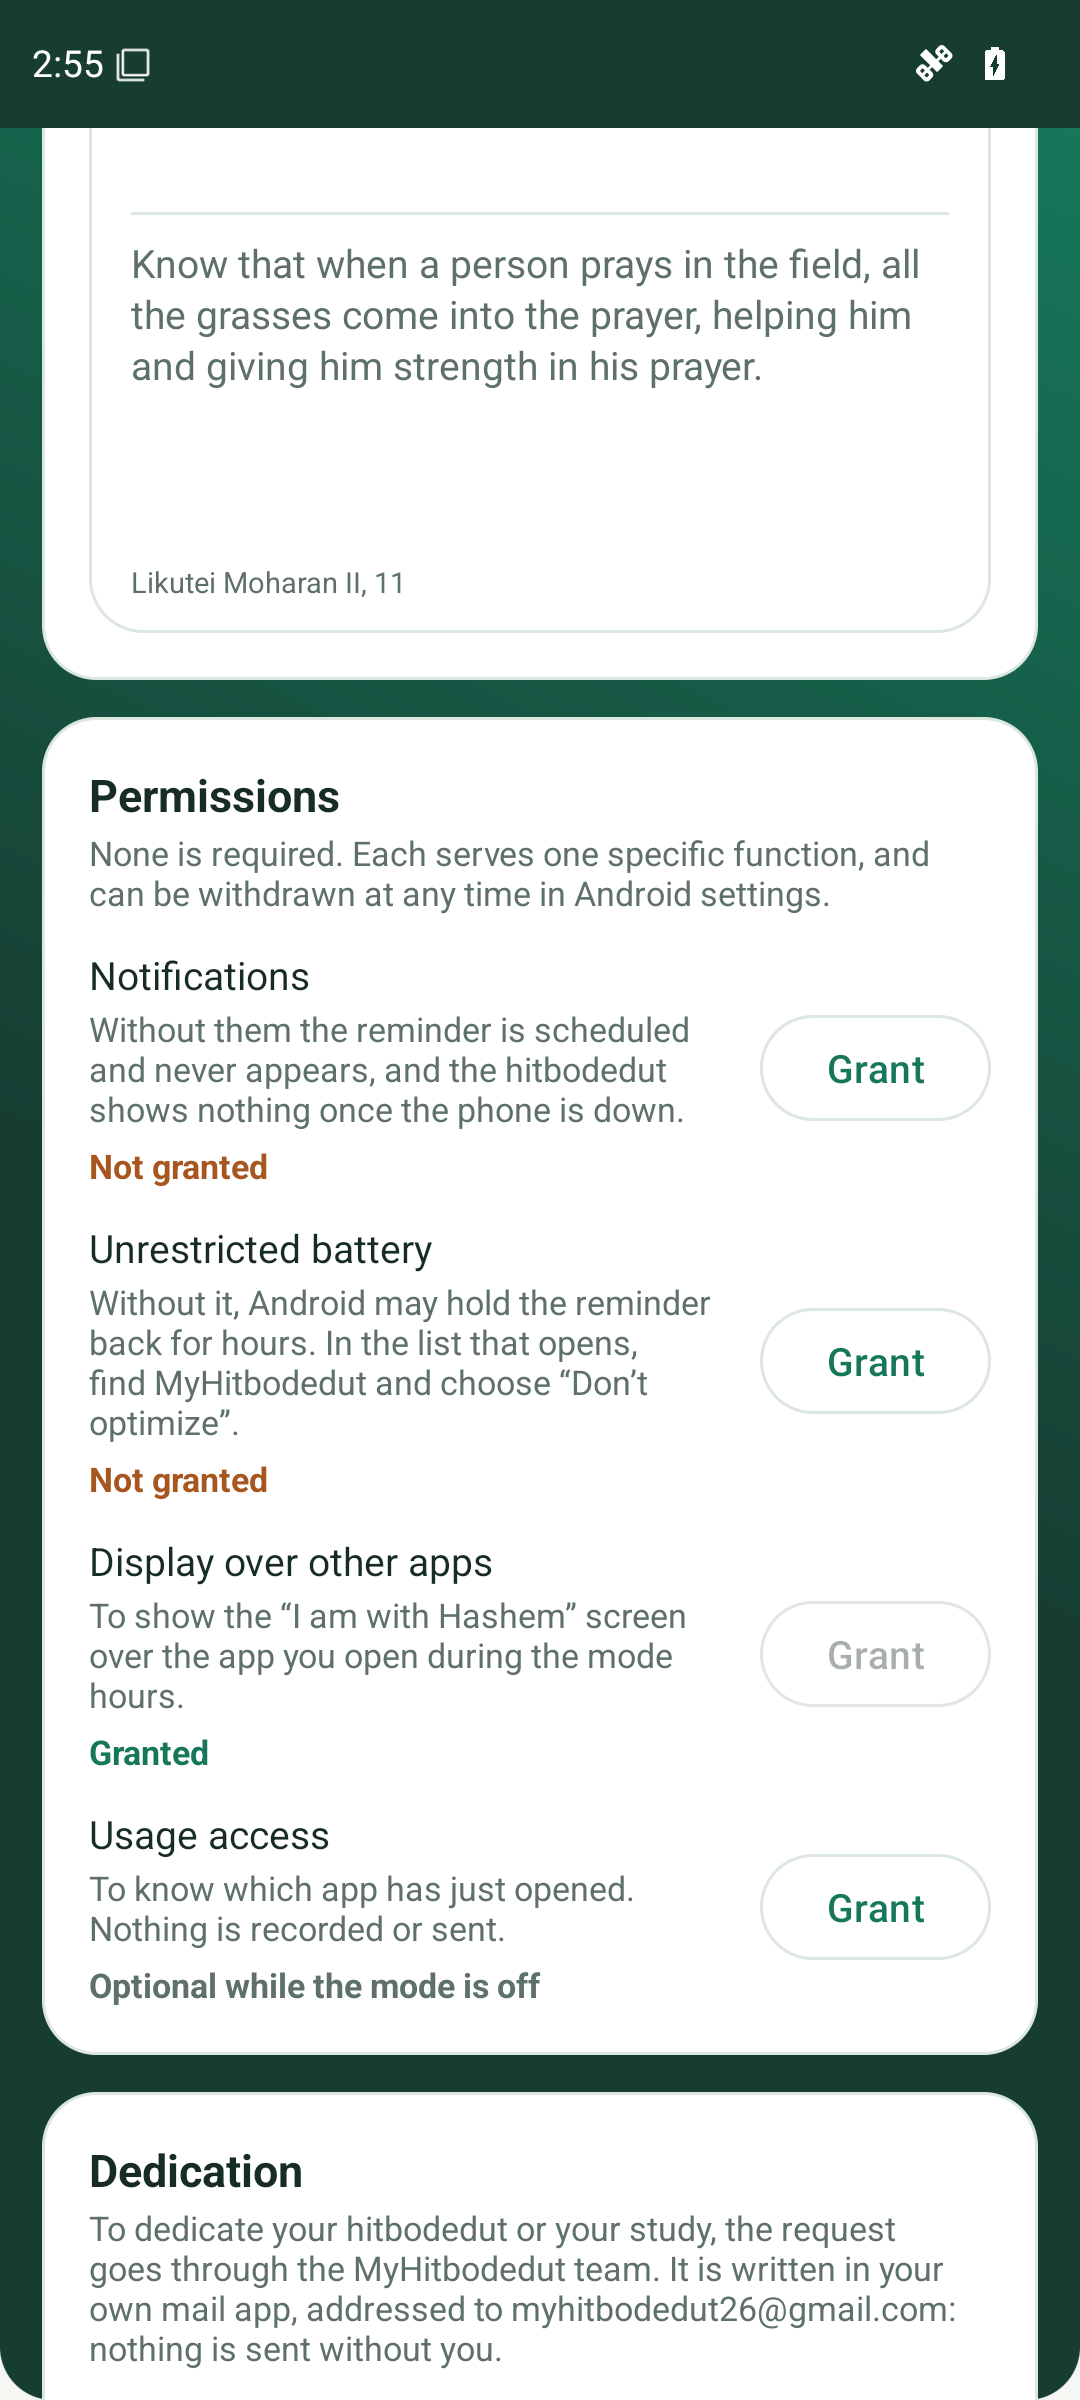 2:55
Know that when a person prays in the field, all
the grasses come into the prayer, helping him
and giving him strength in his prayer.
Likutei Moharan II, 11
Permissions
None is required. Each serves one specific function, and
can be withdrawn at any time in Android settings.
Notifications
Without them the reminder is scheduled
and never appears, and the hitbodedut
shows nothing once the phone is down.
Grant
Not granted
Unrestricted battery
Without it, Android may hold the reminder
back for hours. In the list that opens,
find MyHitbodedut and choose “Don’t
optimize”.
Grant
Not granted
Display over other apps
To show the “I am with Hashem” screen
over the app you open during the mode
hours.
Grant
Granted
Usage access
To know which app has just opened.
Nothing is recorded or sent.
Grant
Optional while the mode is off
Dedication
To dedicate your hitbodedut or your study, the request
goes through the MyHitbodedut team. It is written in your
own mail app, addressed to myhitbodedut26@gmail.com:
nothing is sent without you.